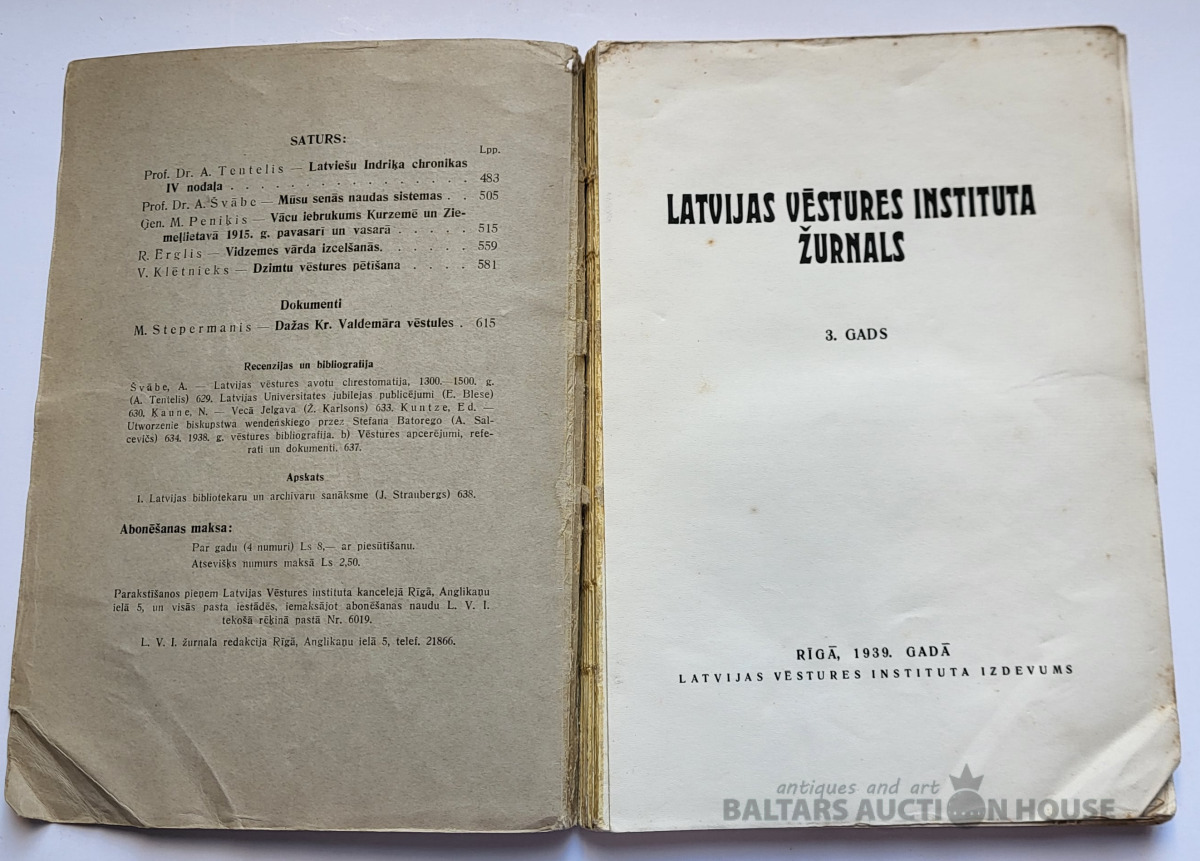 SATURS:
Lpp.
Prof. Dr. A. Tentelis — Latviešu Indriķa chronikas
IV nodaļa . . . . . . . . . . . . . . . . 483
Prof. Dr. A. Švābe — Mūsu senās naudas sistemas . . 505
Ģen. M. Peniķis — Vācu iebrukums Kurzemē un Zie-
meļlietavā 1915. g. pavasarī un vasarā . . . . . 515
R. Ērglis — Vidzemes vārda izcelšanās. . . . . . 559
V. Klētnieks — Dzimtu vēstures pētīšana . . . . 581
Dokumenti
M. Stepermanis — Dažas Kr. Valdemāra vēstules . 615
Recenzijas un bibliografija
Švābe, A. — Latvijas vēstures avotu chrestomatija, 1300.—1500. g.
(A. Tentelis) 629. Latvijas Universitates jubilejas publicējumi (E. Blese)
630. Kaune, N. — Vecā Jelgava (Ž. Karlsons) 633. Kuntze, Ed. —
Utworzenie biskupstwa wendeńskiego przez Stefana Batorego (A. Sal-
cevičs) 634. 1938. g. vēstures bibliografija. b) Vēstures apcerējumi, refe-
rati un dokumenti. 637.
Apskats
I. Latvijas bibliotekaru un archivaru sanāksme (J. Straubergs) 638.
Abonēšanas maksa:
Par gadu (4 numuri) Ls 8,— ar piesūtīšanu.
Atsevišķs numurs maksā Ls 2,50.
Parakstīšanos pieņem Latvijas Vēstures instituta kancelejā Rīgā, Anglikaņu
ielā 5, un visās pasta iestādēs, iemaksājot abonēšanas naudu L. V. I.
tekošā rēķinā pastā Nr. 6019.
L. V. I. žurnala redakcija Rīgā, Anglikaņu ielā 5, telef. 21866.
LATVIJAS VĒSTURES INSTITUTA
ŽURNALS
3. GADS
RĪGĀ, 1939. GADĀ
LATVIJAS VĒSTURES INSTITUTA IZDEVUMS
antiques and art
BALTARS AUCTION HOUSE